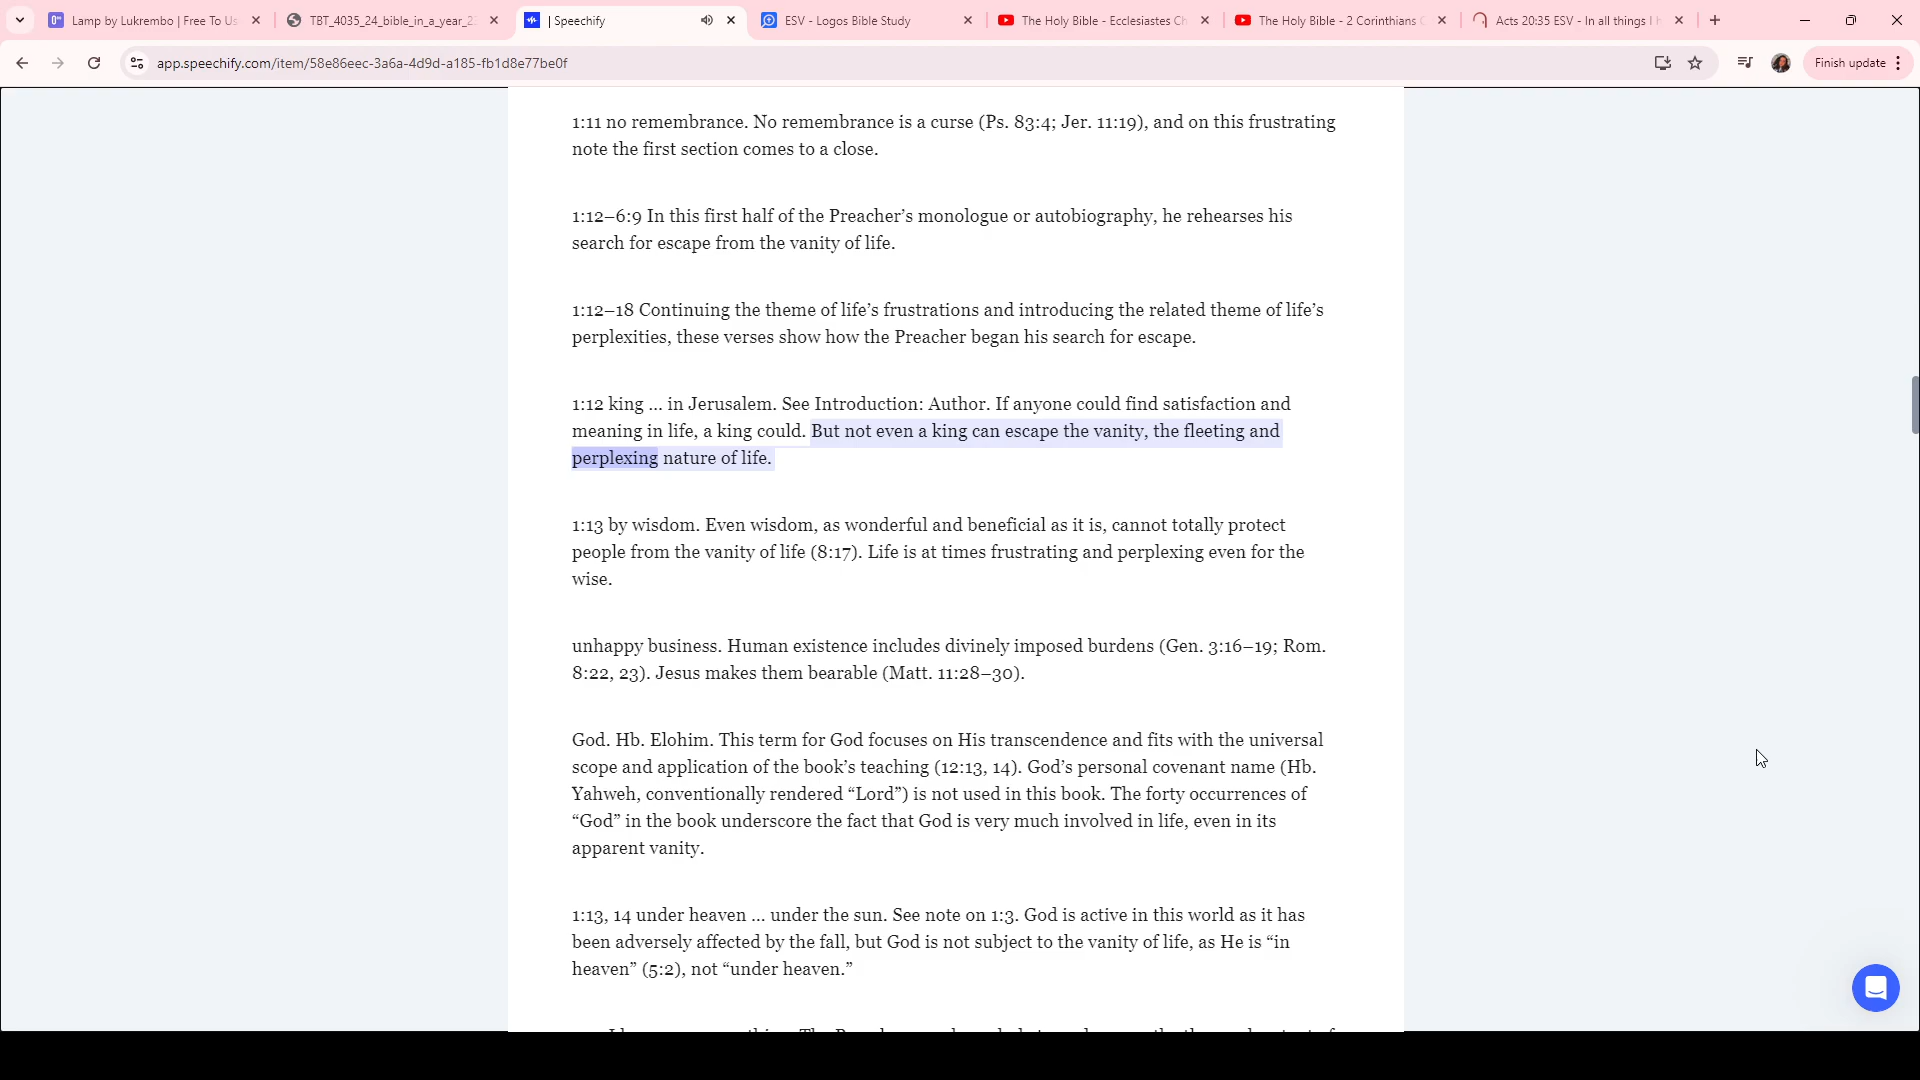 Lamp by Lukrembo | Free To Us
TBT_4035_24_bible_in_a_year_2
| Speechify
ESV - Logos Bible Study
The Holy Bible - Ecclesiastes Ch
The Holy Bible - 2 Corinthians C
Acts 20:35 ESV - In all things I h
app.speechify.com/item/58e86eec-3a6a-4d9d-a185-fb1d8e77be0f
Finish update
1:11 no remembrance. No remembrance is a curse (Ps. 83:4; Jer. 11:19), and on this frustrating
note the first section comes to a close.
1:12–6:9 In this first half of the Preacher’s monologue or autobiography, he rehearses his
search for escape from the vanity of life.
1:12–18 Continuing the theme of life’s frustrations and introducing the related theme of life’s
perplexities, these verses show how the Preacher began his search for escape.
1:12 king ... in Jerusalem. See Introduction: Author. If anyone could find satisfaction and
meaning in life, a king could. But not even a king can escape the vanity, the fleeting and
perplexing nature of life.
1:13 by wisdom. Even wisdom, as wonderful and beneficial as it is, cannot totally protect
people from the vanity of life (8:17). Life is at times frustrating and perplexing even for the
wise.
unhappy business. Human existence includes divinely imposed burdens (Gen. 3:16–19; Rom.
8:22, 23). Jesus makes them bearable (Matt. 11:28–30).
God. Hb. Elohim. This term for God focuses on His transcendence and fits with the universal
scope and application of the book’s teaching (12:13, 14). God’s personal covenant name (Hb.
Yahweh, conventionally rendered “Lord”) is not used in this book. The forty occurrences of
“God” in the book underscore the fact that God is very much involved in life, even in its
apparent vanity.
1:13, 14 under heaven ... under the sun. See note on 1:3. God is active in this world as it has
been adversely affected by the fall, but God is not subject to the vanity of life, as He is “in
heaven” (5:2), not “under heaven.”